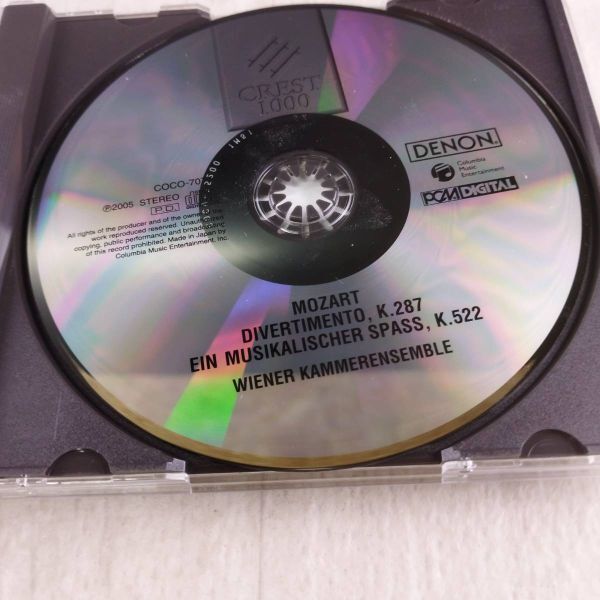 CREST
1000
DENON
Columbia
Music
Entertainment
PCM DIGITAL
COCO-70
℗2005 STEREO
All rights of the producer and of the owner of the
work reproduced reserved. Unauthorized
copying, public performance and broadcasting
of this record prohibited. Made in Japan by
Columbia Music Entertainment, Inc.
MOZART
DIVERTIMENTO, K.287
EIN MUSIKALISCHER SPASS, K.522
WIENER KAMMERENSEMBLE